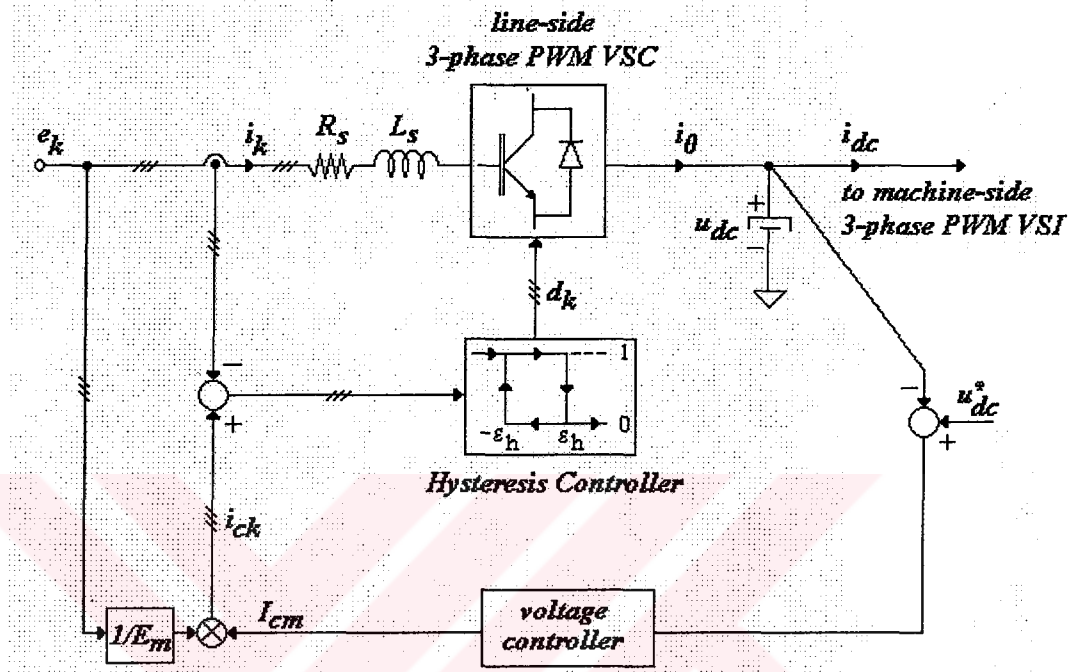 line-side
3-phase PWM VSC
e_k
i_k
R_s
L_s
i_0
i_dc
+
u_dc
−
to machine-side
3-phase PWM VSI
d_k
−
+
1
0
-ε_h
ε_h
Hysteresis Controller
−
u*_dc
+
i_ck
1/E_m
I_cm
voltage
controller